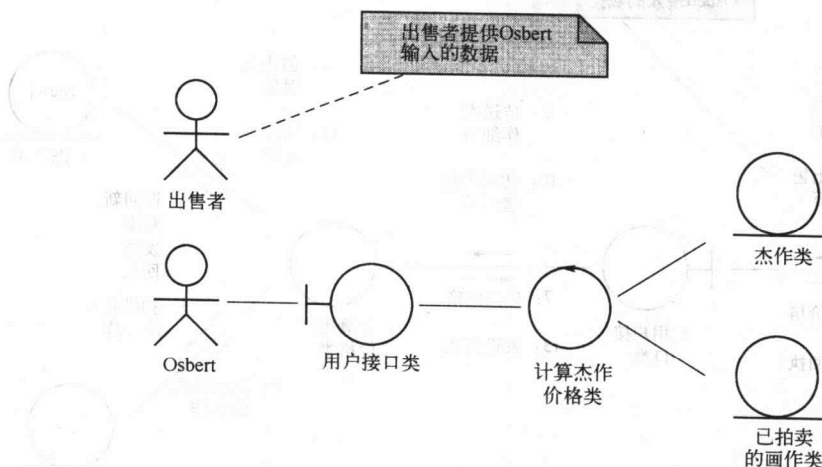 出售者提供Osbert
输入的数据
出售者
杰作类
Osbert
用户接口类
计算杰作
价格类
已拍卖
的画作类